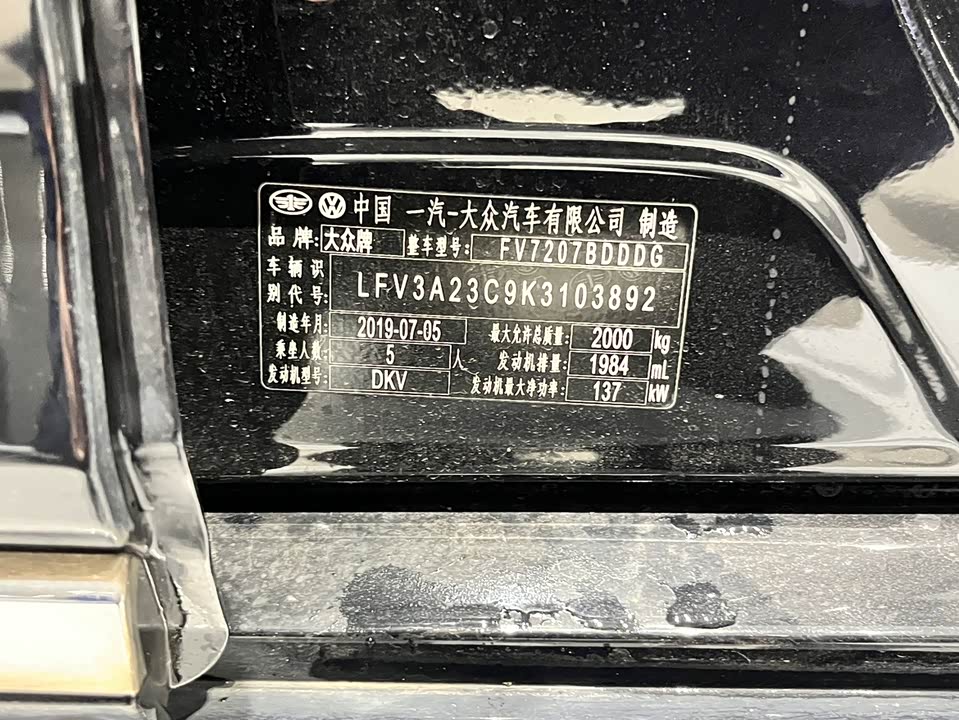 中国 一汽-大众汽车有限公司 制造
品牌: 大众牌 整车型号: FV7207BDDDG
车辆识别代号: LFV3A23C9K3103892
制造年月: 2019-07-05 最大允许总质量: 2000 kg
乘坐人数: 5 人 发动机排量: 1984 mL
发动机型号: DKV 发动机最大净功率: 137 kW